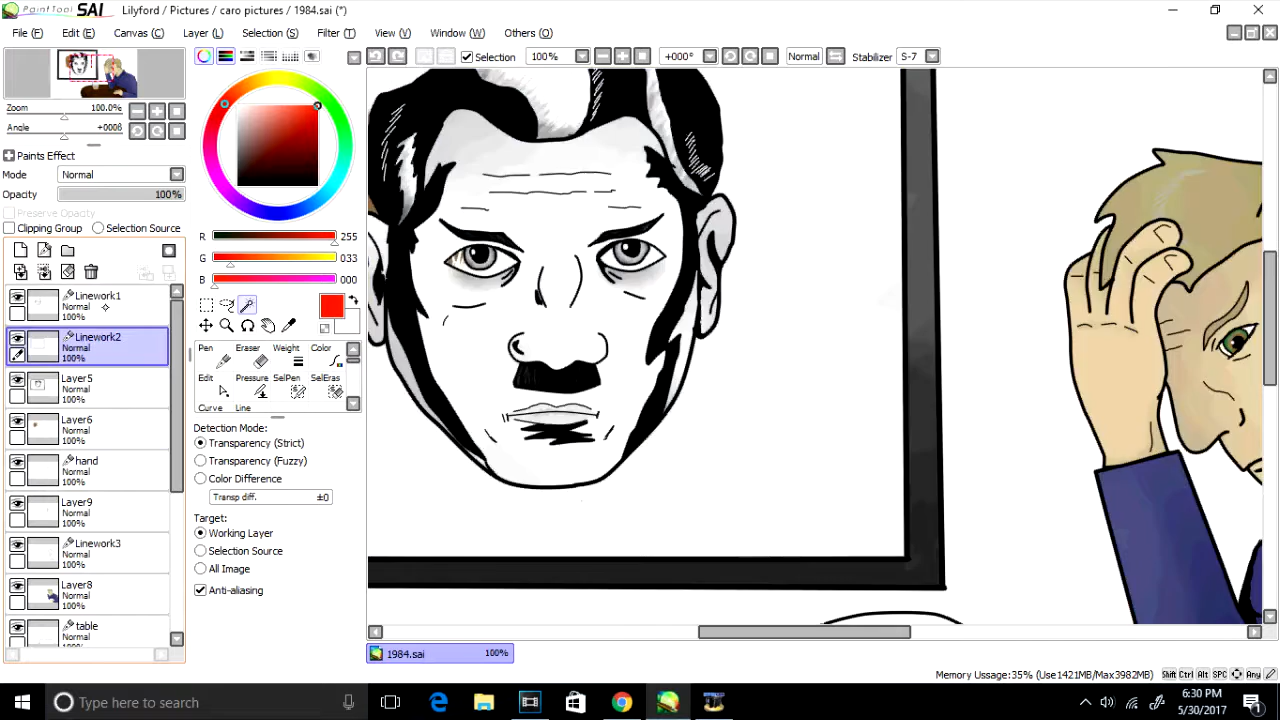 PaintTool SAI Lilyford / Pictures / caro pictures / 1984.sai (*)
File (F) Edit (E) Canvas (C) Layer (L) Selection (S) Filter (T) View (V) Window (W) Others (O)
Selection 100% +000° Normal Stabilizer S-7
Zoom 100.0%
Angle +000ß
Paints Effect
Mode Normal
Opacity 100%
Preserve Opacity
Clipping Group Selection Source
Linework1
Normal
100%
Linework2
Normal
100%
Layer5
Normal
100%
Layer6
Normal
100%
hand
Normal
100%
Layer9
Normal
100%
Linework3
Normal
100%
Layer8
Normal
100%
table
Normal
R 255
G 033
B 000
Pen Eraser Weight Color
Edit Pressure SelPen SelEras
Curve Line
Detection Mode:
Transparency (Strict)
Transparency (Fuzzy)
Color Difference
Transp diff. ±0
Target:
Working Layer
Selection Source
All Image
Anti-aliasing
1984.sai 100%
Memory Usage:35% (Use1421MB/Max3982MB) Shift Ctrl Alt SPC Any
Type here to search
6:30 PM
5/30/2017
1